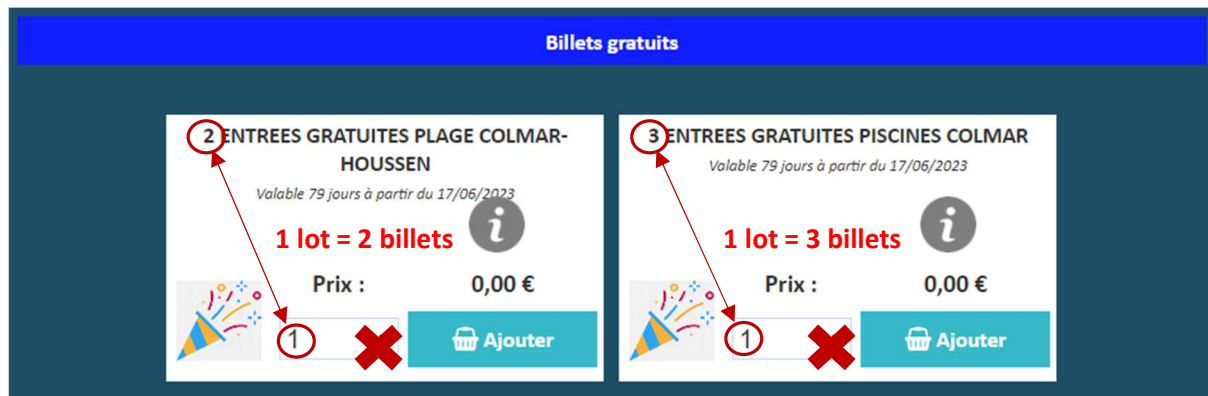 Billets gratuits
2 ENTREES GRATUITES PLAGE COLMAR-
HOUSSEN
Valable 79 jours à partir du 17/06/2023
1 lot = 2 billets
i
Prix : 0,00 €
1
Ajouter
3 ENTREES GRATUITES PISCINES COLMAR
Valable 79 jours à partir du 17/06/2023
1 lot = 3 billets
i
Prix : 0,00 €
1
Ajouter